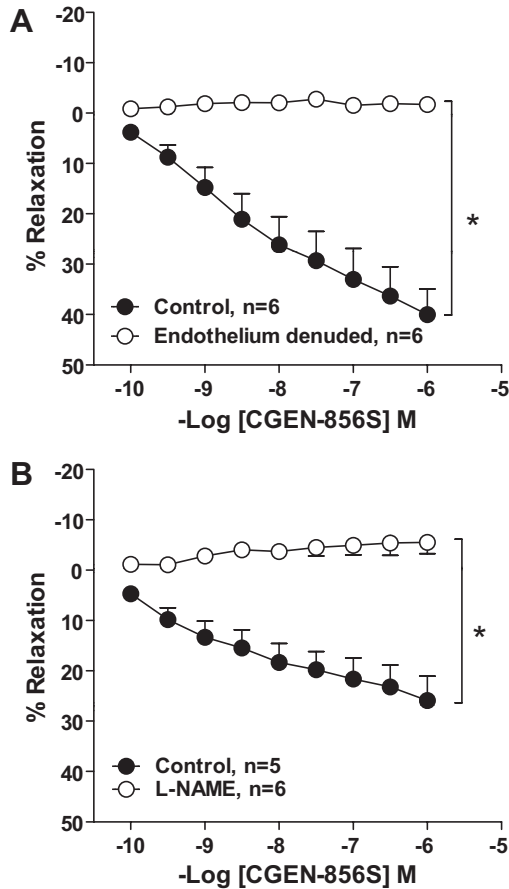 A
-20
-10
0
10
20
30
40
50
% Relaxation
*
Control, n=6
Endothelium denuded, n=6
-10 -9 -8 -7 -6 -5
-Log [CGEN-856S] M
B
-20
-10
0
10
20
30
40
50
% Relaxation
*
Control, n=5
L-NAME, n=6
-10 -9 -8 -7 -6 -5
-Log [CGEN-856S] M